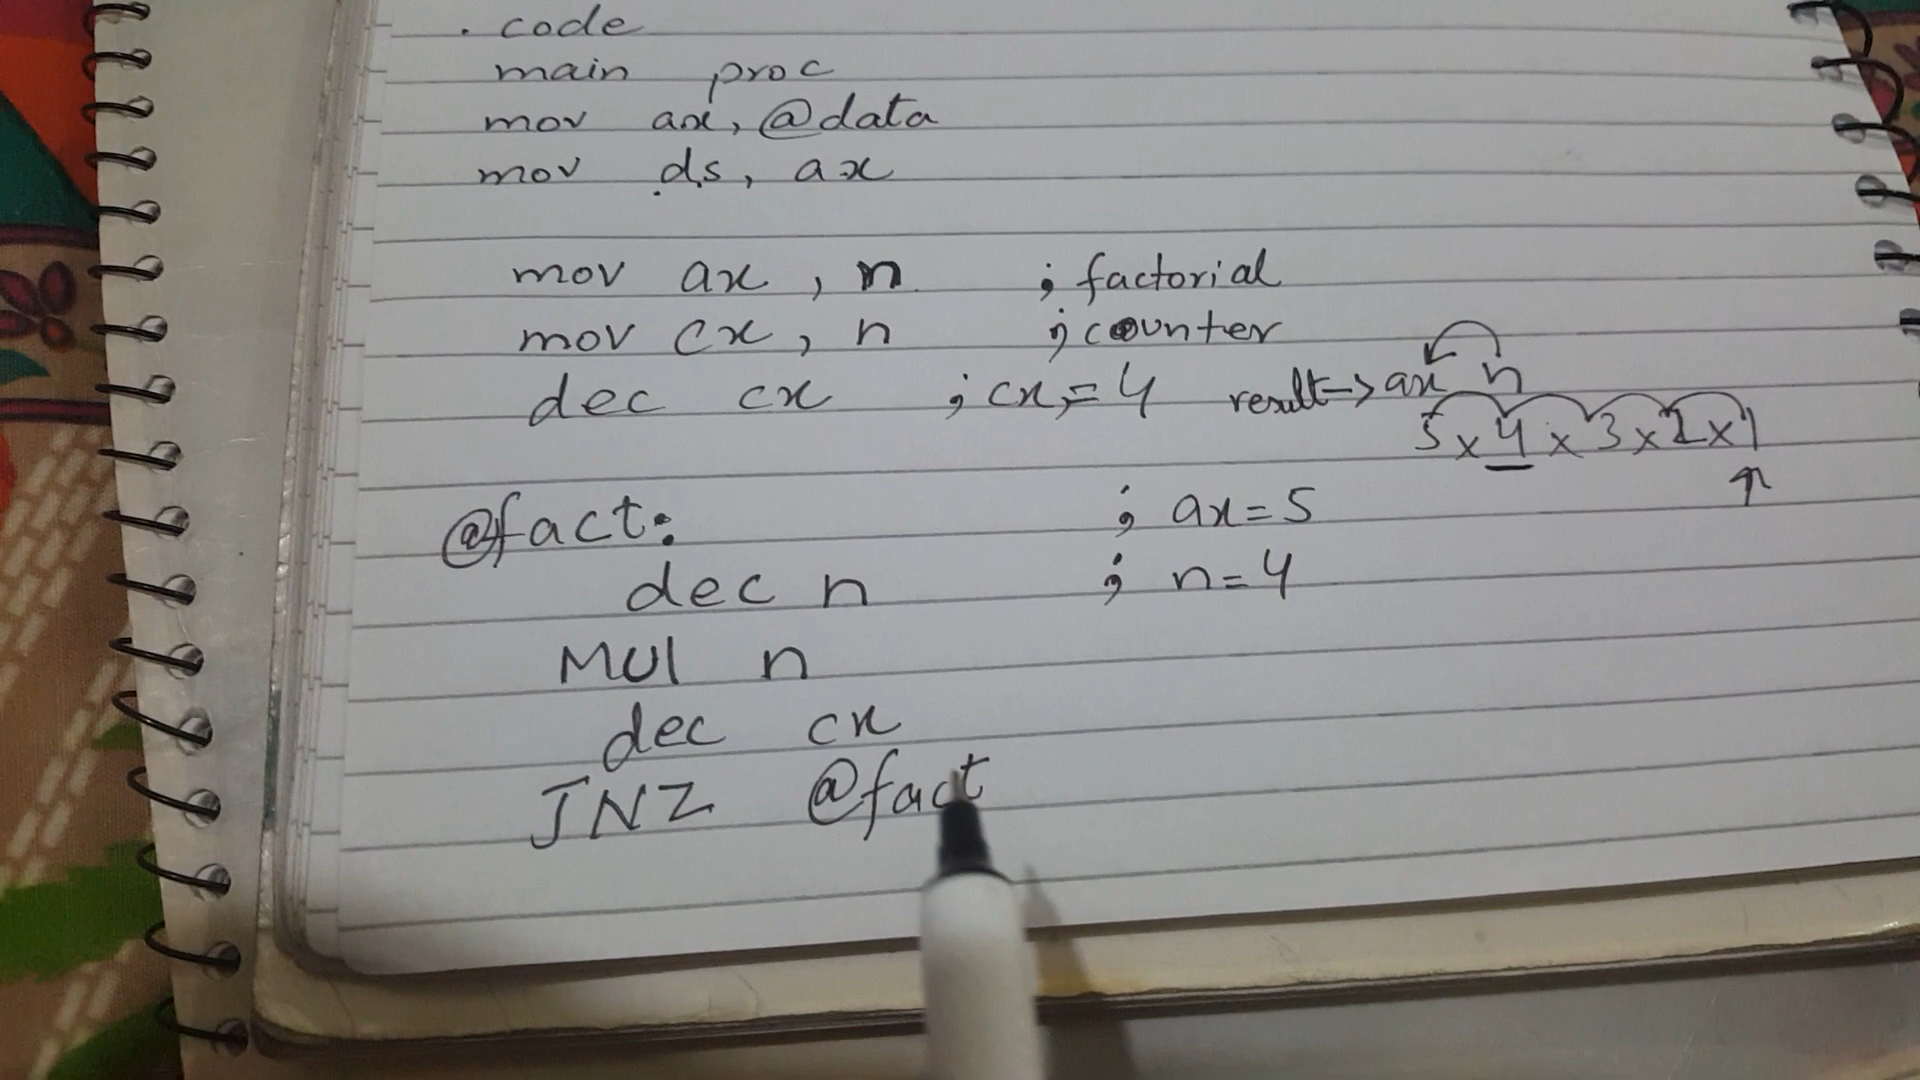 . code
main proc
mov ax, @data
mov ds, ax
mov ax, n ; factorial
mov cx, n ; counter
dec cx ; cx = 4 result -> ax n
5 x 4 x 3 x 2 x 1
@fact: ; ax = 5
dec n ; n = 4
MUl n
dec cx
JNZ @fact